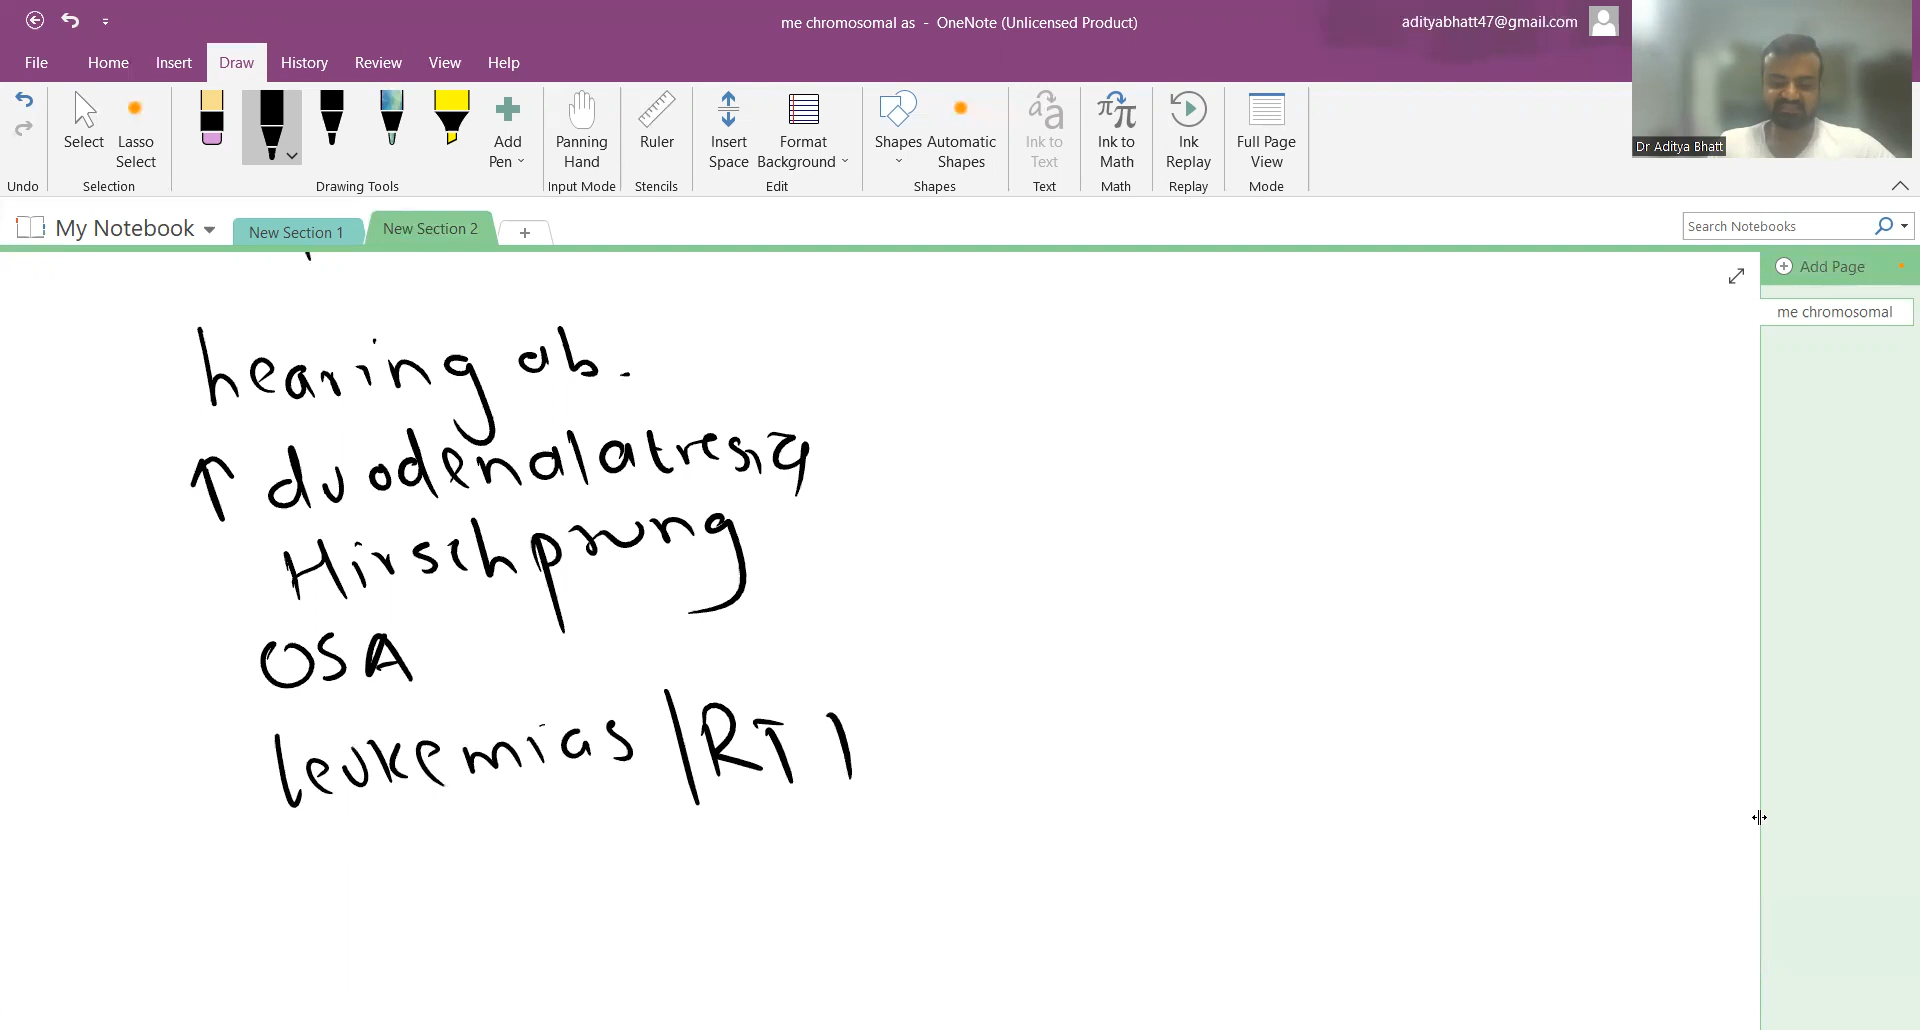 me chromosomal as - OneNote (Unlicensed Product)
adityabhatt47@gmail.com
File Home Insert Draw History Review View Help
Select Lasso Select Add Pen Panning Hand Ruler Insert Space Format Background Shapes Automatic Shapes Ink to Text Ink to Math Ink Replay Full Page View
Dr Aditya Bhatt
Undo Selection Drawing Tools Input Mode Stencils Edit Shapes Text Math Replay Mode
My Notebook New Section 1 New Section 2 + Search Notebooks
Add Page
me chromosomal
hearing ab.
↑ duodenal atresia
Hirschprung
OSA
leukemias / RTI